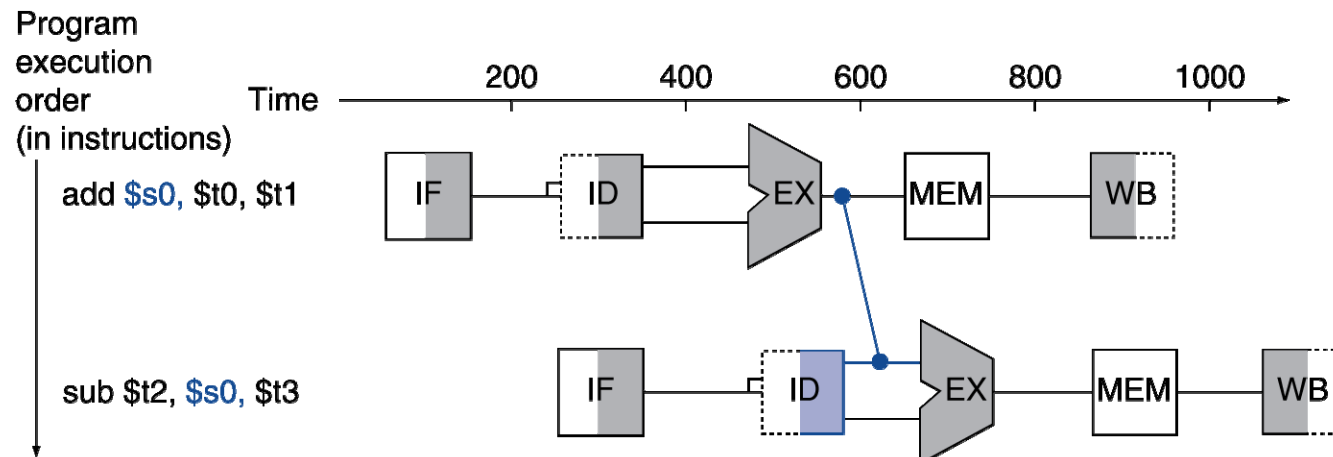 Program
execution
order
(in instructions)
Time
200 400 600 800 1000
add $s0, $t0, $t1
IF ID EX MEM WB
sub $t2, $s0, $t3
IF ID EX MEM WB